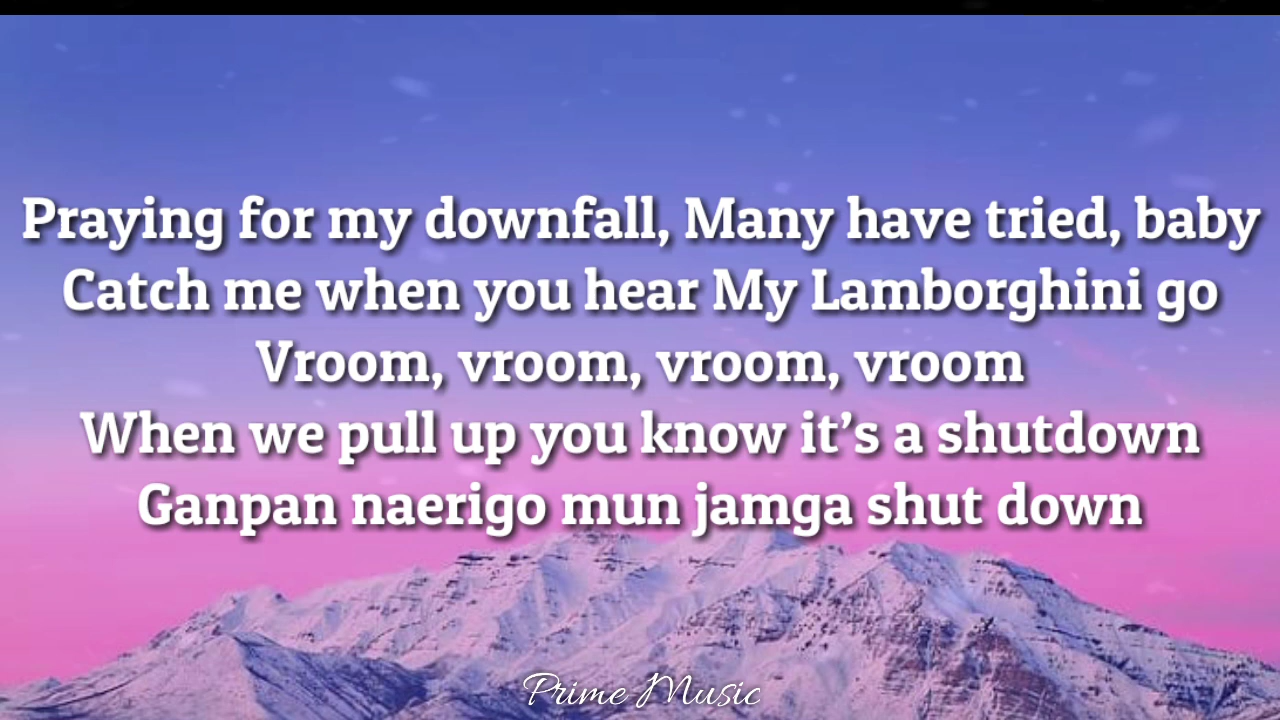 Praying for my downfall, Many have tried, baby
Catch me when you hear My Lamborghini go
Vroom, vroom, vroom, vroom
When we pull up you know it’s a shutdown
Ganpan naerigo mun jamga shut down
Prime Music